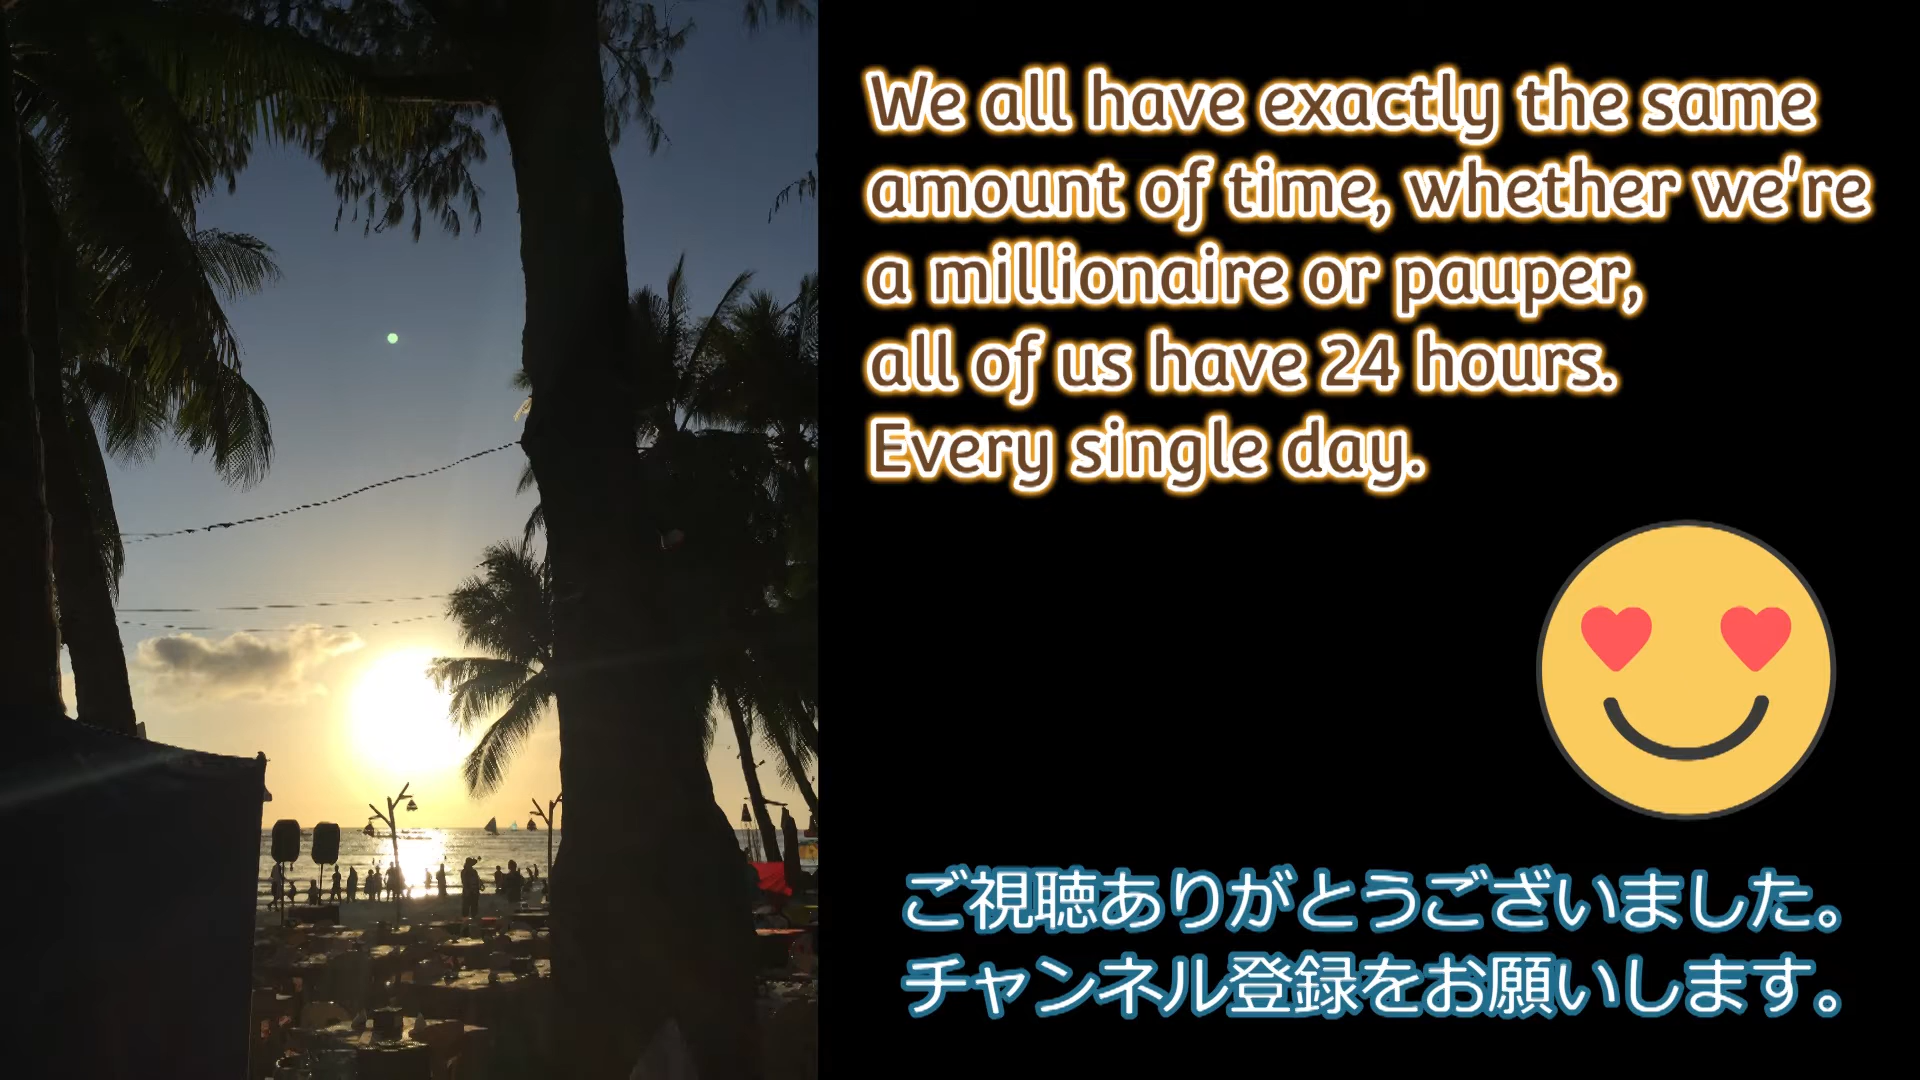 We all have exactly the same
amount of time, whether we're
a millionaire or pauper,
all of us have 24 hours.
Every single day.
ご視聴ありがとうございました。
チャンネル登録をお願いします。